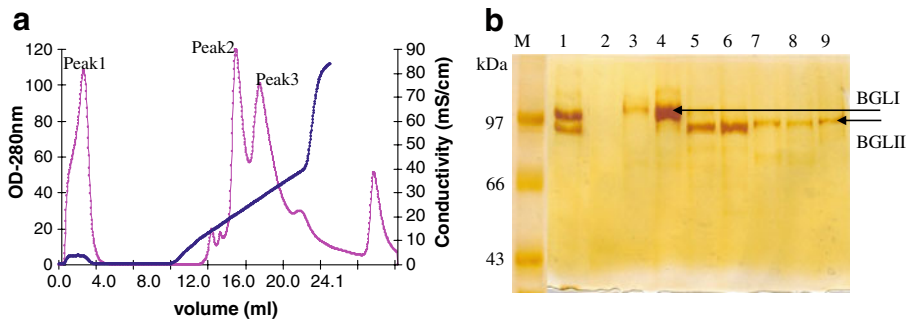 a
OD-280nm
120
100
80
60
40
20
0
Peak1
Peak2
Peak3
90
80
70
60
50
40
30
20
10
0
Conductivity (mS/cm)
0.0 4.0 8.0 12.0 16.0 20.0 24.1
volume (ml)
b
M 1 2 3 4 5 6 7 8 9
kDa
97
66
43
BGLI
BGLII